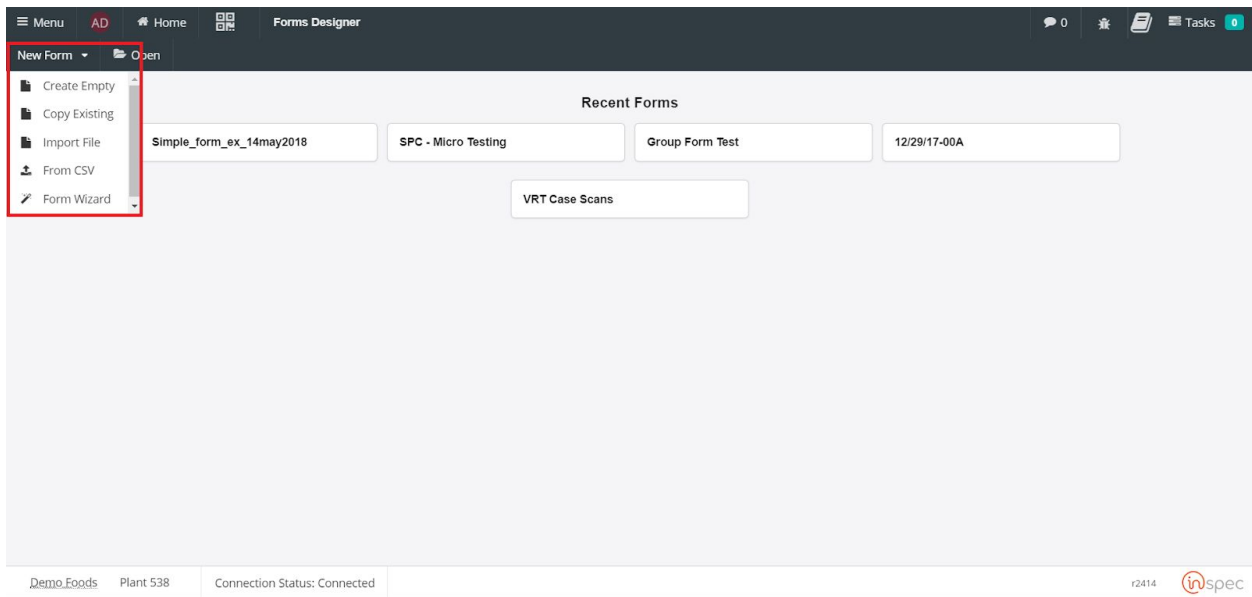 Menu AD Home Forms Designer 0 Tasks 0
New Form Open
Create Empty
Copy Existing
Import File
From CSV
Form Wizard
Recent Forms
Simple_form_ex_14may2018 SPC - Micro Testing Group Form Test 12/29/17-00A
VRT Case Scans
Demo Foods Plant 538 Connection Status: Connected r2414 inspec